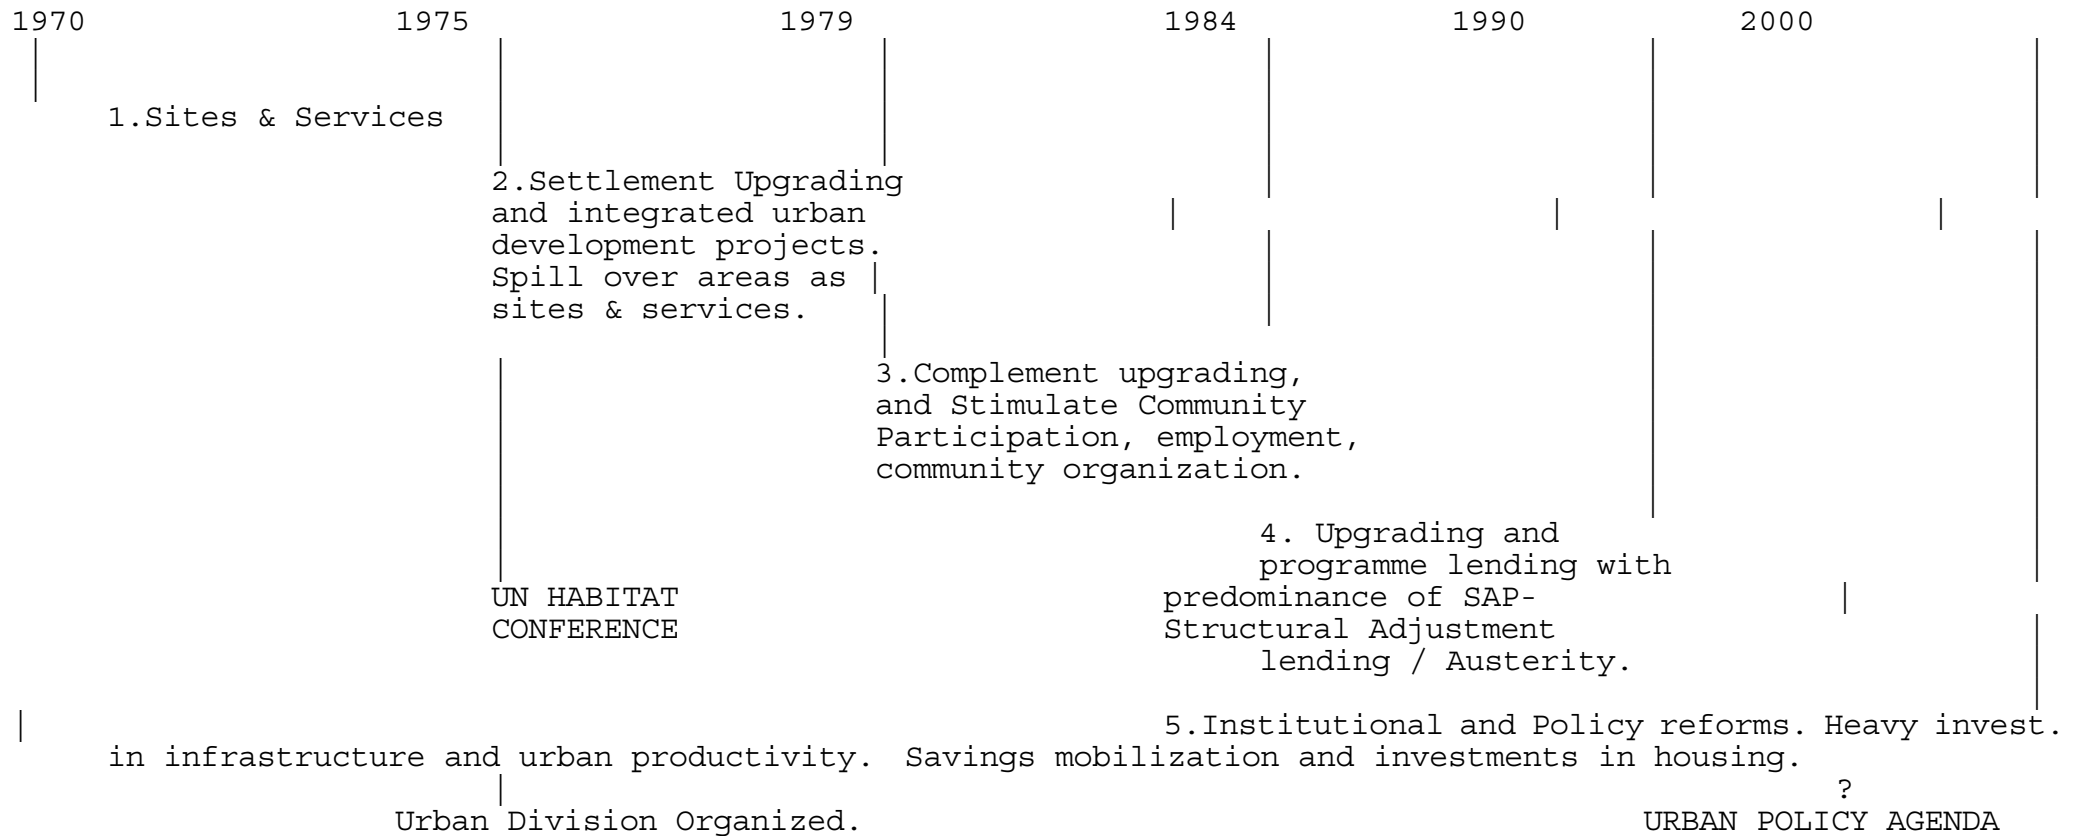 1970 1975 1979 1984 1990 2000
1.Sites & Services
2.Settlement Upgrading
and integrated urban
development projects.
Spill over areas as
sites & services.
3.Complement upgrading,
and Stimulate Community
Participation, employment,
community organization.
4. Upgrading and
programme lending with
UN HABITAT predominance of SAP-
CONFERENCE Structural Adjustment
lending / Austerity.
5.Institutional and Policy reforms. Heavy invest.
in infrastructure and urban productivity. Savings mobilization and investments in housing.
?
Urban Division Organized. URBAN POLICY AGENDA